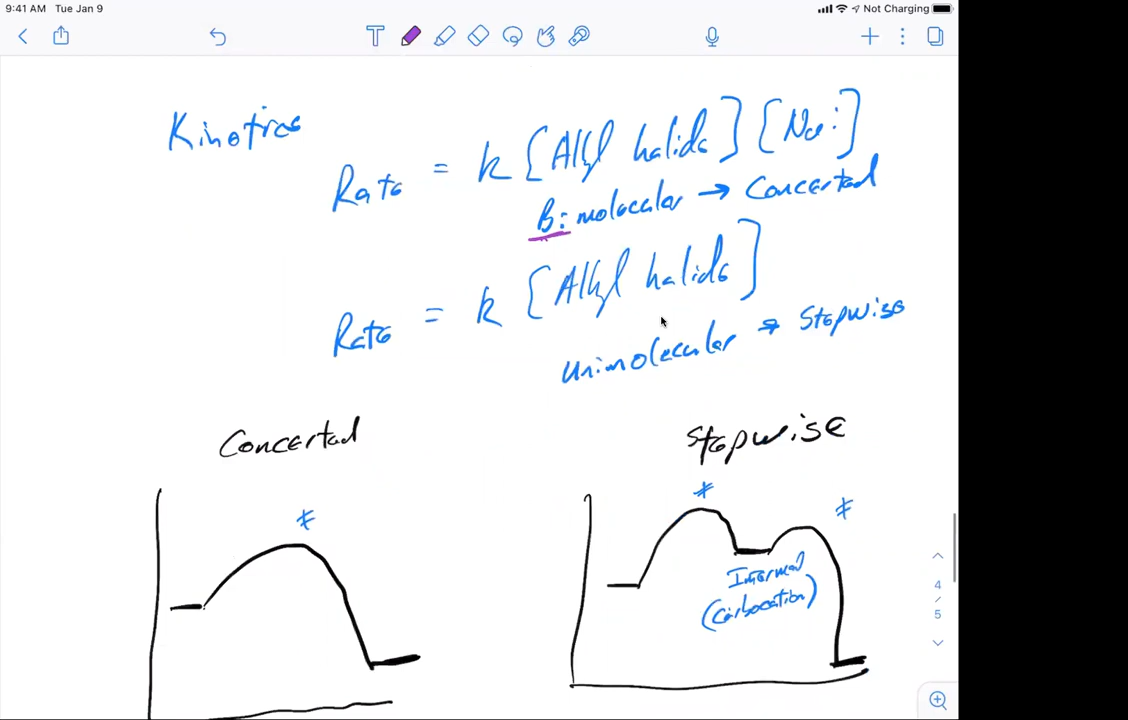 9:41 AM Tue Jan 9
Not Charging
Kinetics
Rate = k [Alkyl halide] [Nu:]
Bimolecular → Concerted
Rate = k [Alkyl halide]
Unimolecular → Stepwise
Concerted
Stepwise
‡
‡
‡
Intermed
(carbocation)
4
/
5